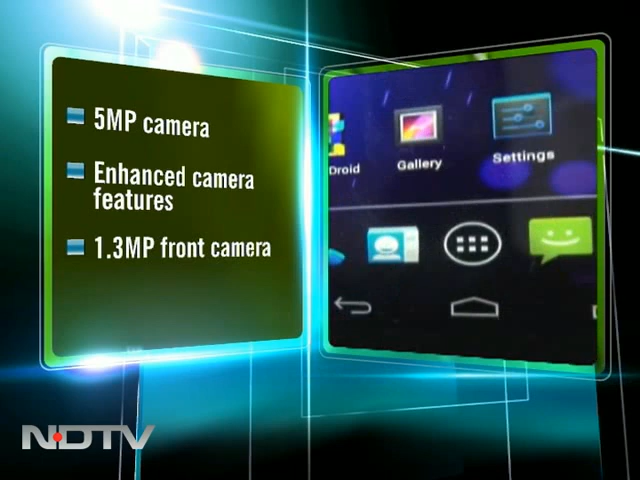 5MP camera
Enhanced camera
features
1.3MP front camera
Droid
Gallery
Settings
NDTV